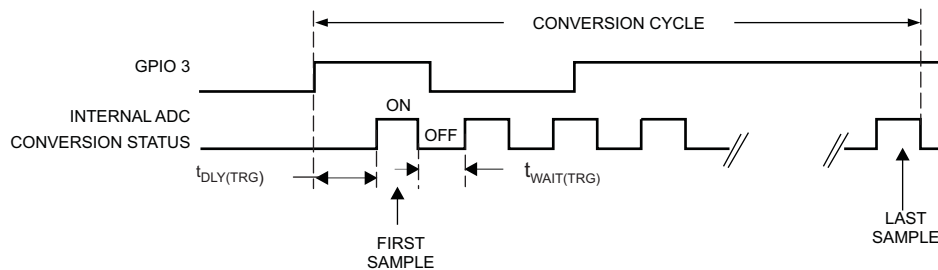 CONVERSION CYCLE
GPIO 3
INTERNAL ADC
CONVERSION STATUS
ON
OFF
tDLY(TRG)
tWAIT(TRG)
FIRST
SAMPLE
LAST
SAMPLE